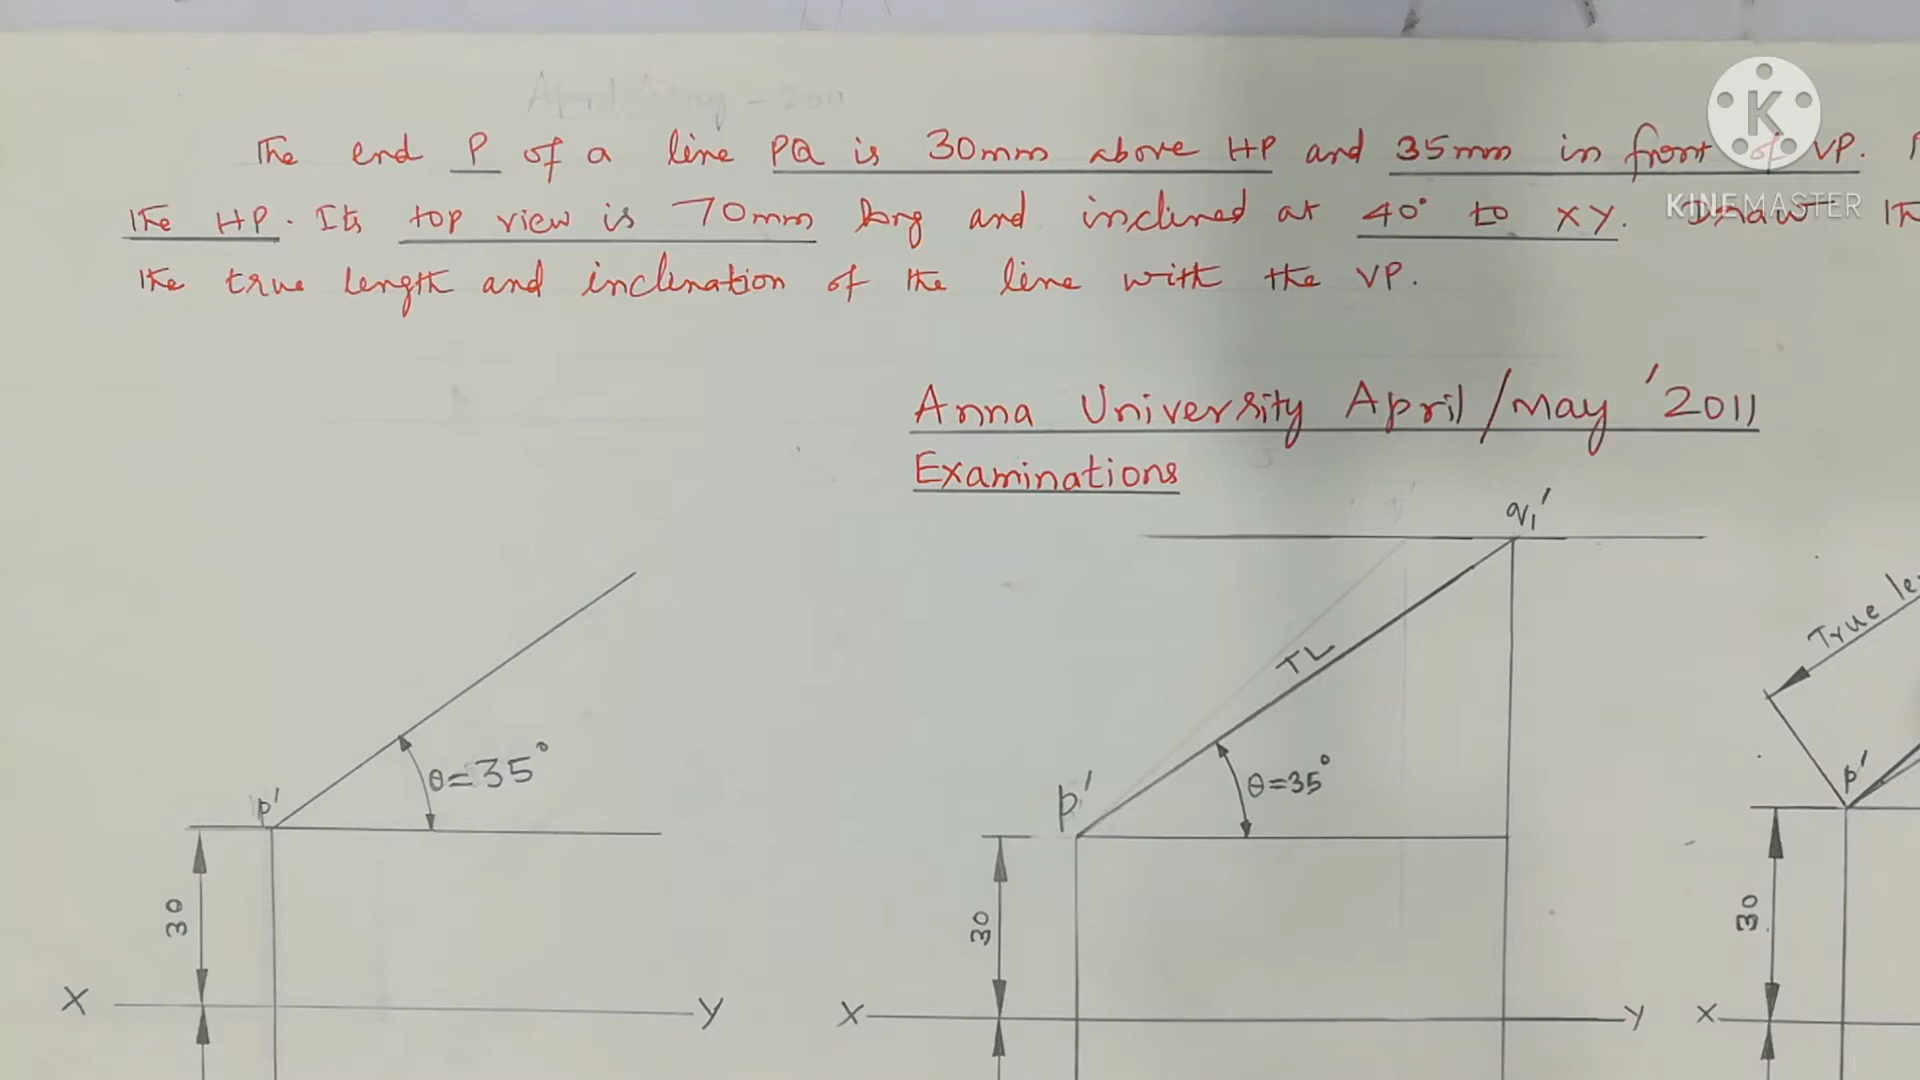 The end P of a line PQ is 30mm above HP and 35mm in front of VP.
the HP. Its top view is 70mm long and inclined at 40° to XY. Draw
the true length and inclination of the line with the VP.
Anna University April/May '2011
Examinations
K
KINEMASTER
p'
θ=35°
30
X
Y
q1'
TL
p'
θ=35°
30
X
Y
True
p'
30
X